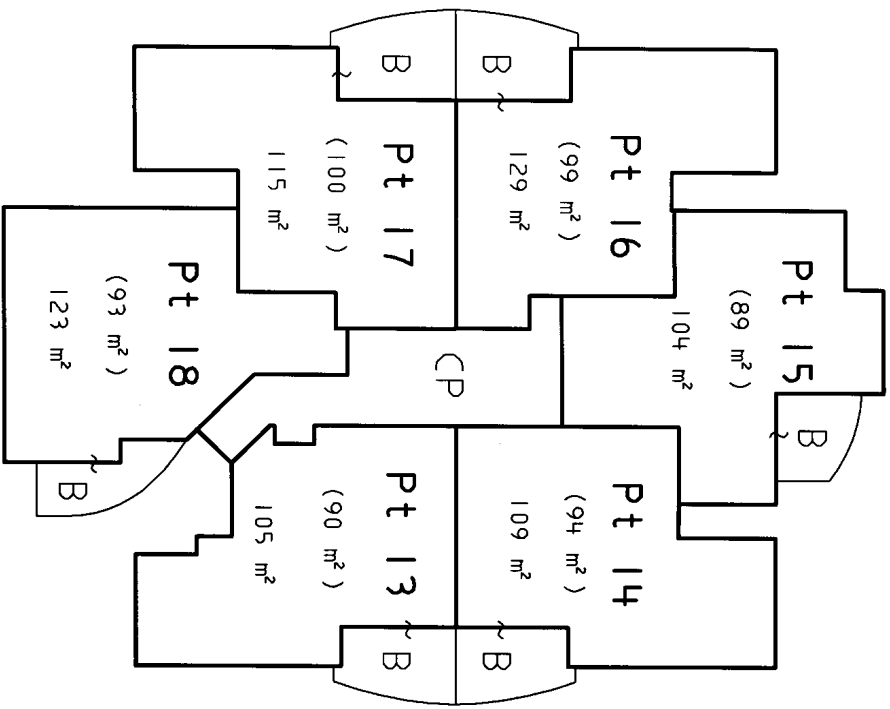 B
Pt 17
(100 m²)
115 m²
B
Pt 16
(99 m²)
129 m²
Pt 15
(89 m²)
104 m²
B
Pt 18
(93 m²)
123 m²
B
CP
Pt 13
(90 m²)
105 m²
B
Pt 14
(94 m²)
109 m²
B